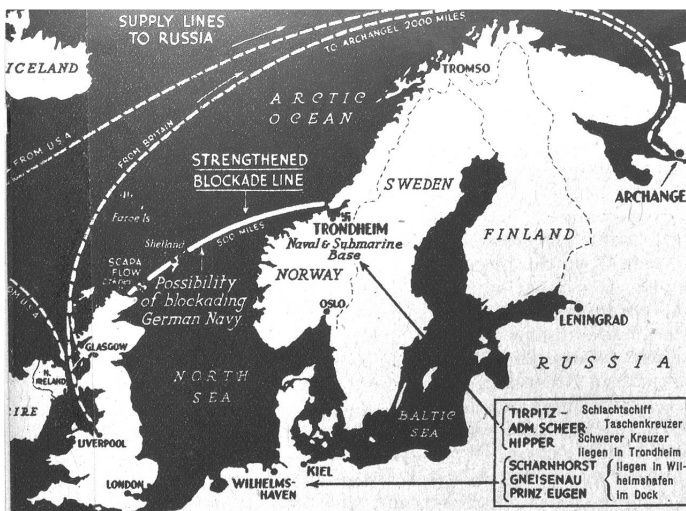 SUPPLY LINES
TO RUSSIA
TO ARCHANGEL 2000 MILES
ICELAND
TROMSO
ARCTIC
OCEAN
FROM U.S.A
FROM BRITAIN
STRENGTHENED
BLOCKADE LINE
SWEDEN
ARCHANGE
Faroe Is
500 MILES
TRONDHEIM
Naval & Submarine
Base
FINLAND
Shetland
SCAPA
FLOW
Possibility
of blockading
German Navy
NORWAY
OSLO
FROM U.S.A
LENINGRAD
GLASGOW
N.
IRELAND
NORTH
SEA
RUSSIA
IRE
BALTIC
SEA
LIVERPOOL
LONDON
WILHELMS-
HAVEN
KIEL
TIRPITZ - Schlachtschiff
ADM. SCHEER Taschenkreuzer
HIPPER Schwerer Kreuzer
liegen in Trondheim
SCHARNHORST liegen in Wil-
GNEISENAU helmshafen
PRINZ EUGEN im Dock